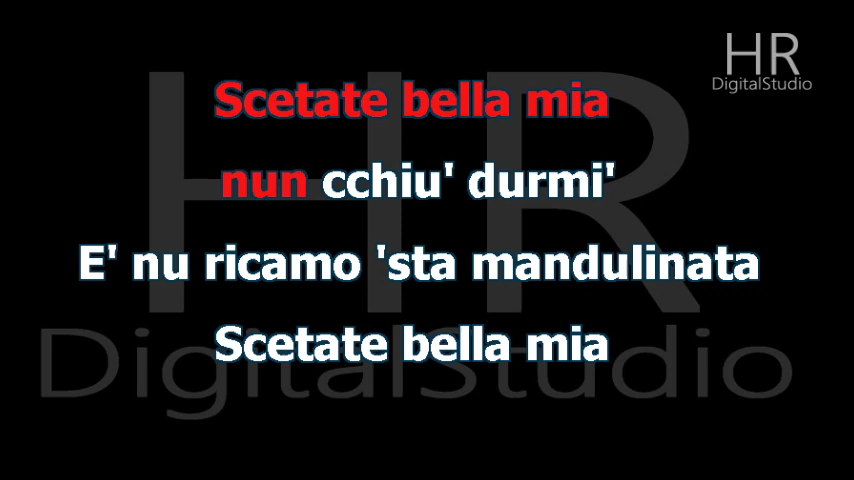 HR
DigitalStudio
Scetate bella mia
nun cchiu' durmi'
E' nu ricamo 'sta mandulinata
Scetate bella mia
HR
DigitalStudio